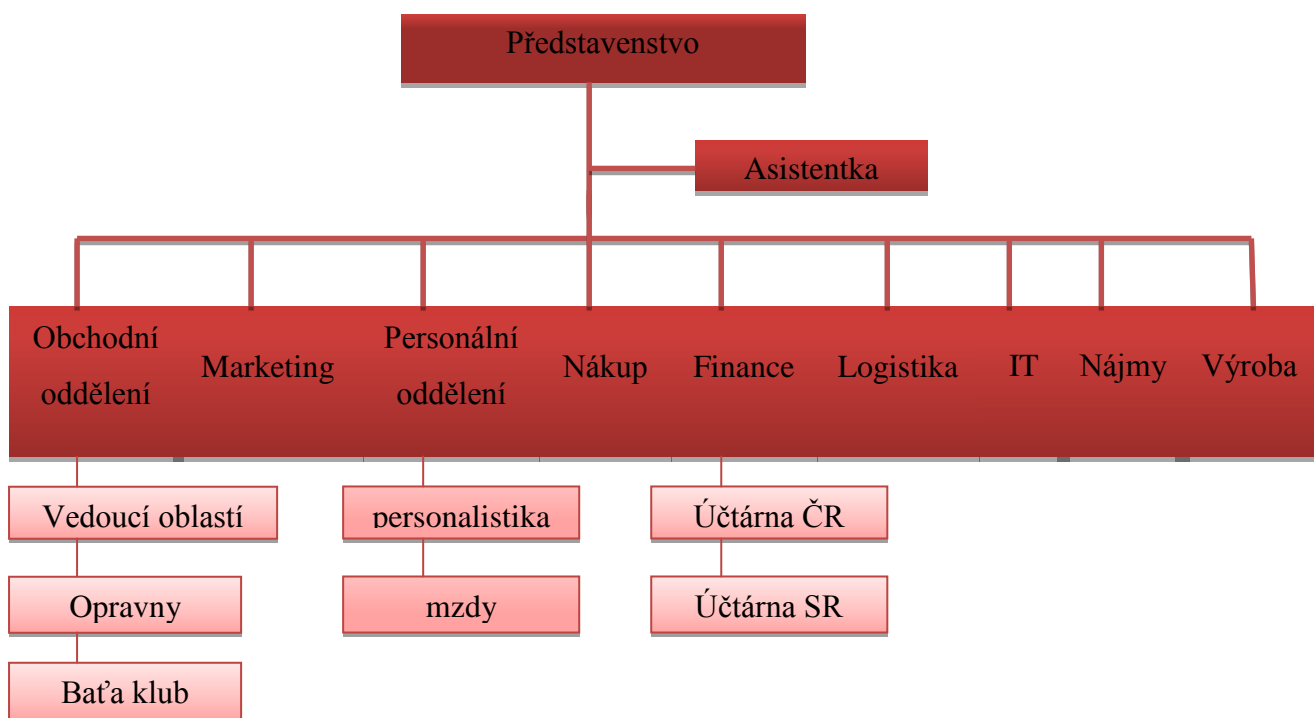 Představenstvo
Asistentka
Obchodní
oddělení
Marketing
Personální
oddělení
Nákup
Finance
Logistika
IT
Nájmy
Výroba
Vedoucí oblastí
personalistika
Účtárna ČR
Opravny
mzdy
Účtárna SR
Baťa klub